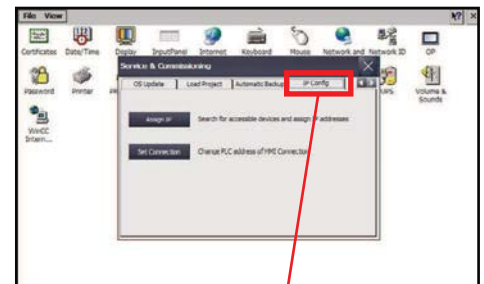 File View
Certificates Date/Time Display InputPanel Internet Keyboard Mouse Network and Network ID OP
Service & Commissioning
OS Update Load Project Automatic Backup IP Config
Password Printer UPS Volume & Sounds
Assign IP Search for accessible devices and assign IP addresses
WinCC Intern...
Set Connection Change PLC address of HMI Connection